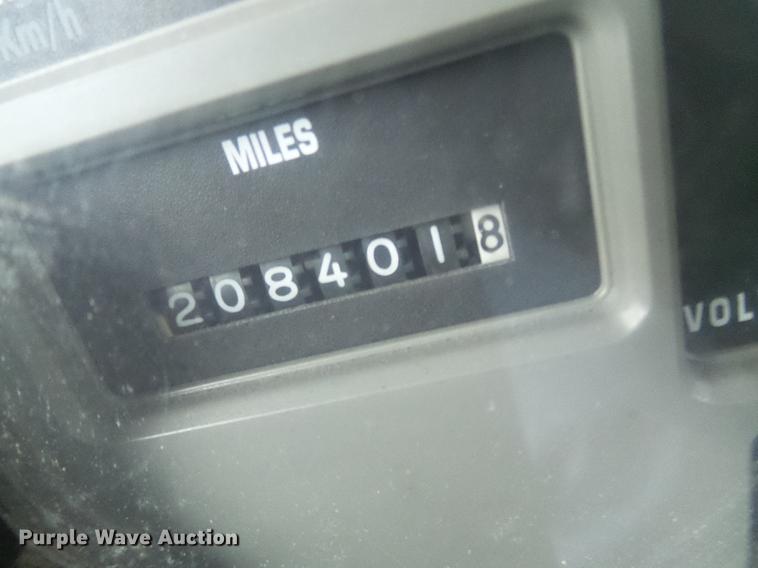 Km/h
MILES
2084018
VOL
Purple Wave Auction®